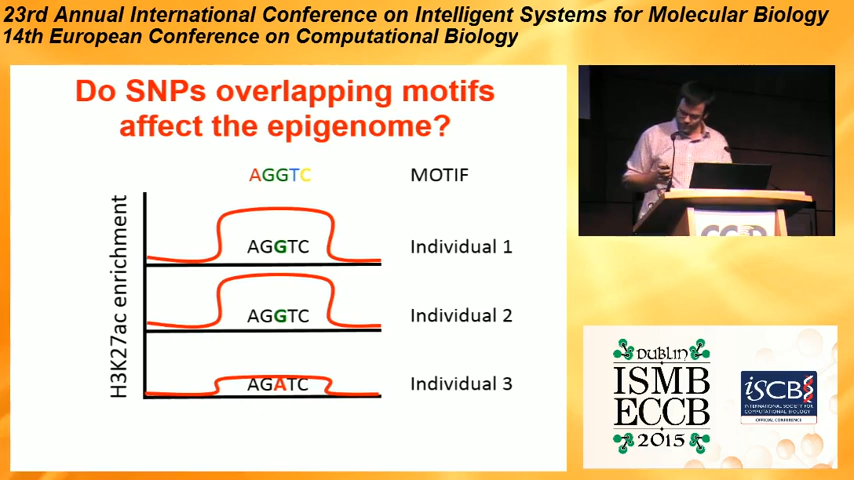 23rd Annual International Conference on Intelligent Systems for Molecular Biology
14th European Conference on Computational Biology
Do SNPs overlapping motifs
affect the epigenome?
AGGTC MOTIF
H3K27ac enrichment
AGGTC Individual 1
AGGTC Individual 2
AGATC Individual 3
DUBLIN
ISMB
ECCB
2015
iSCB
INTERNATIONAL SOCIETY FOR
COMPUTATIONAL BIOLOGY
OFFICIAL CONFERENCE